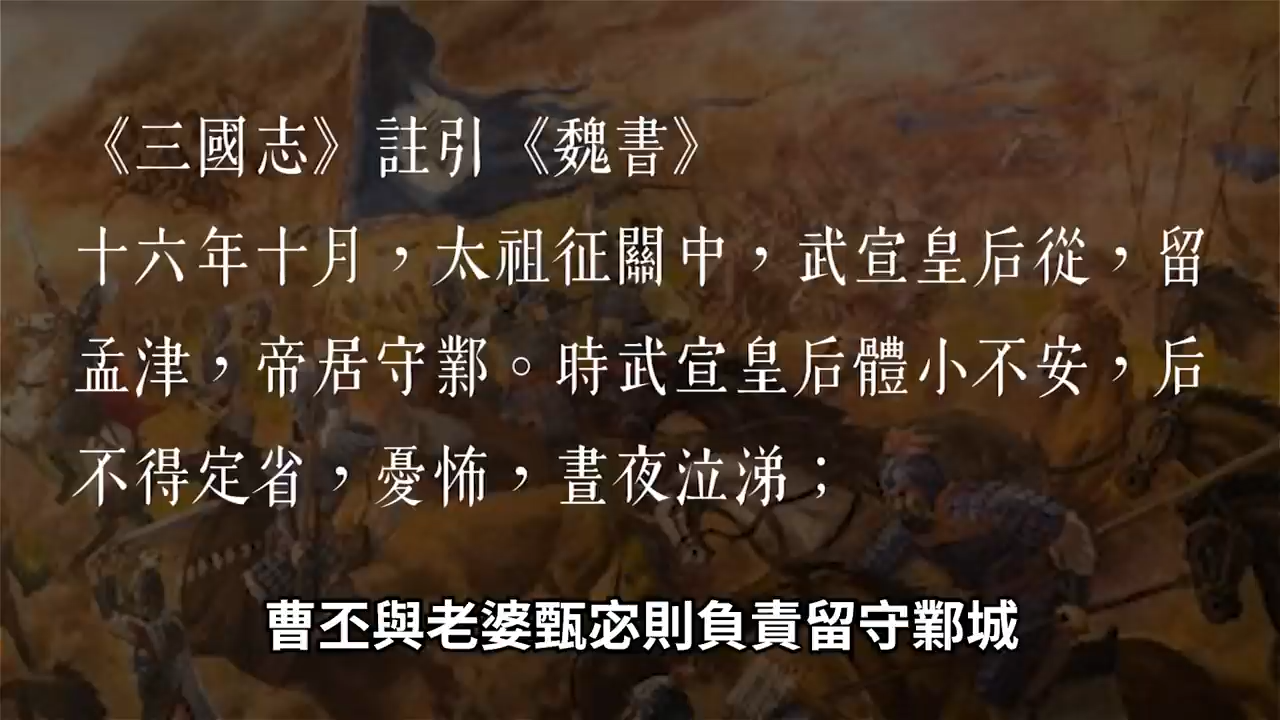 《三國志》註引《魏書》
十六年十月，太祖征關中，武宣皇后從，留
孟津，帝居守鄴。時武宣皇后體小不安，后
不得定省，憂怖，晝夜泣涕；
曹丕與老婆甄宓則負責留守鄴城